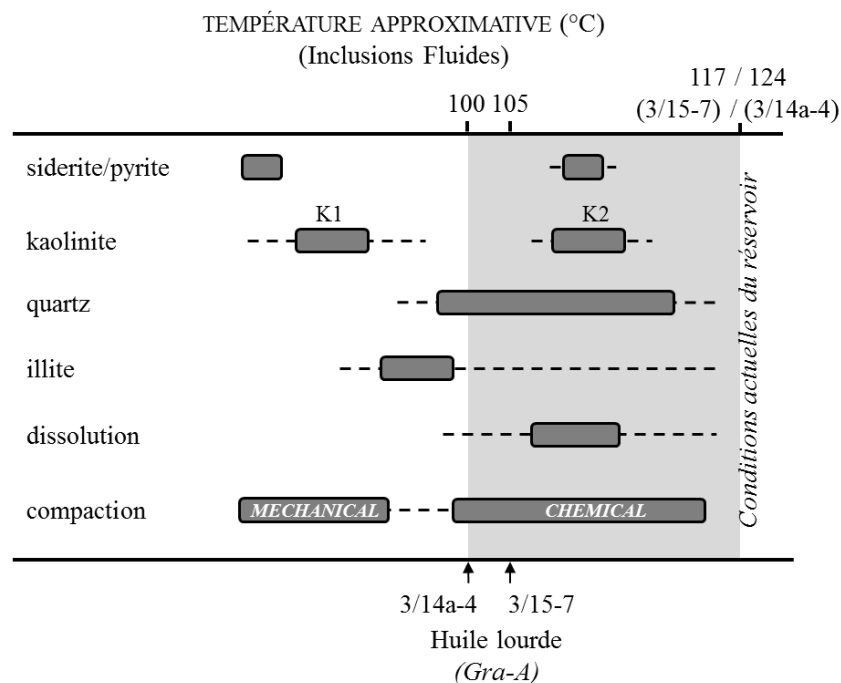 TEMPÉRATURE APPROXIMATIVE (°C)
(Inclusions Fluides)
117 / 124
100 105 (3/15-7) / (3/14a-4)
siderite/pyrite
K1 K2
kaolinite
quartz
illite
dissolution
compaction MECHANICAL CHEMICAL
Conditions actuelles du réservoir
3/14a-4 3/15-7
Huile lourde
(Gra-A)